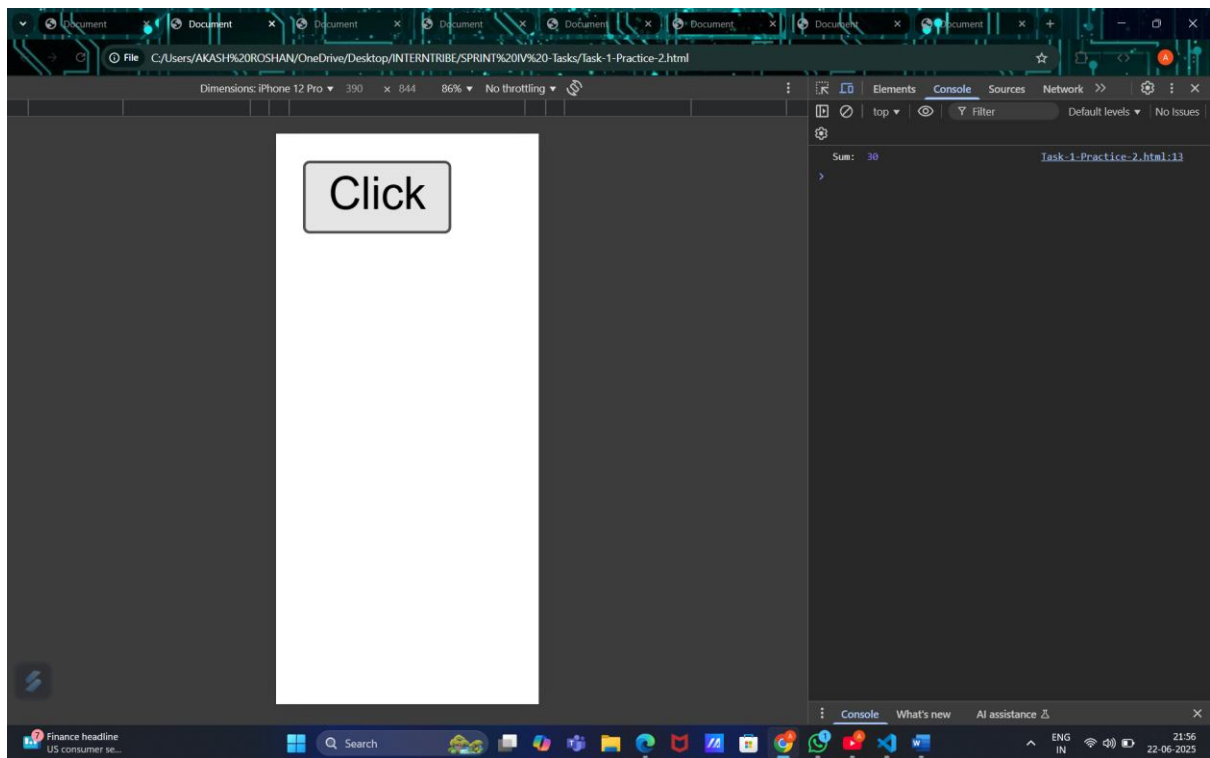 Document Document Document Document Document Document Document Document
File C:/Users/AKASH%20ROSHAN/OneDrive/Desktop/INTERNTRIBE/SPRINT%20IV%20-Tasks/Task-1-Practice-2.html A
Dimensions: iPhone 12 Pro ▼ 390 × 844 86% ▼ No throttling ▼
Elements Console Sources Network >>
top ▼ Filter Default levels ▼ No Issues
Sum: 30 Task-1-Practice-2.html:13
>
Click
Console What's new AI assistance
7 Finance headline
US consumer se...
Search
ENG
IN
21:56
22-06-2025